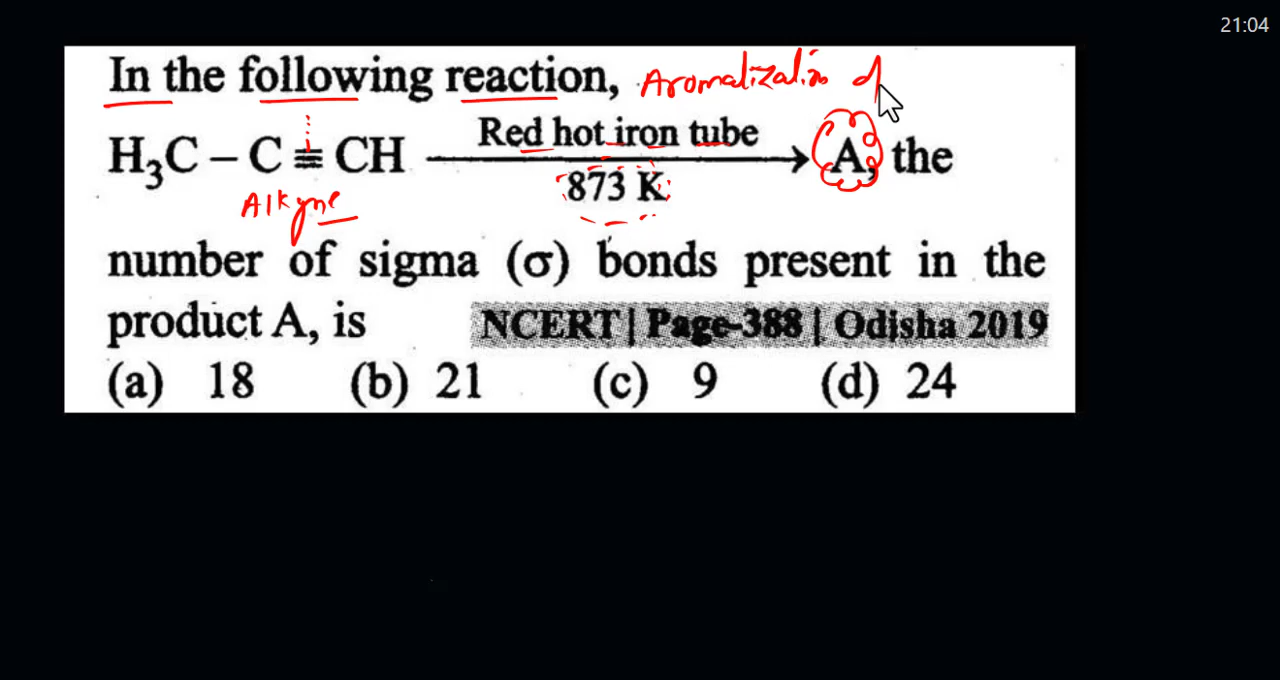 21:04
In the following reaction, Aromatization of
H₃C – C ≡ CH Red hot iron tube 873 K A, the
Alkyne
number of sigma (σ) bonds present in the
product A, is NCERT | Page-388 | Odisha 2019
(a) 18 (b) 21 (c) 9 (d) 24